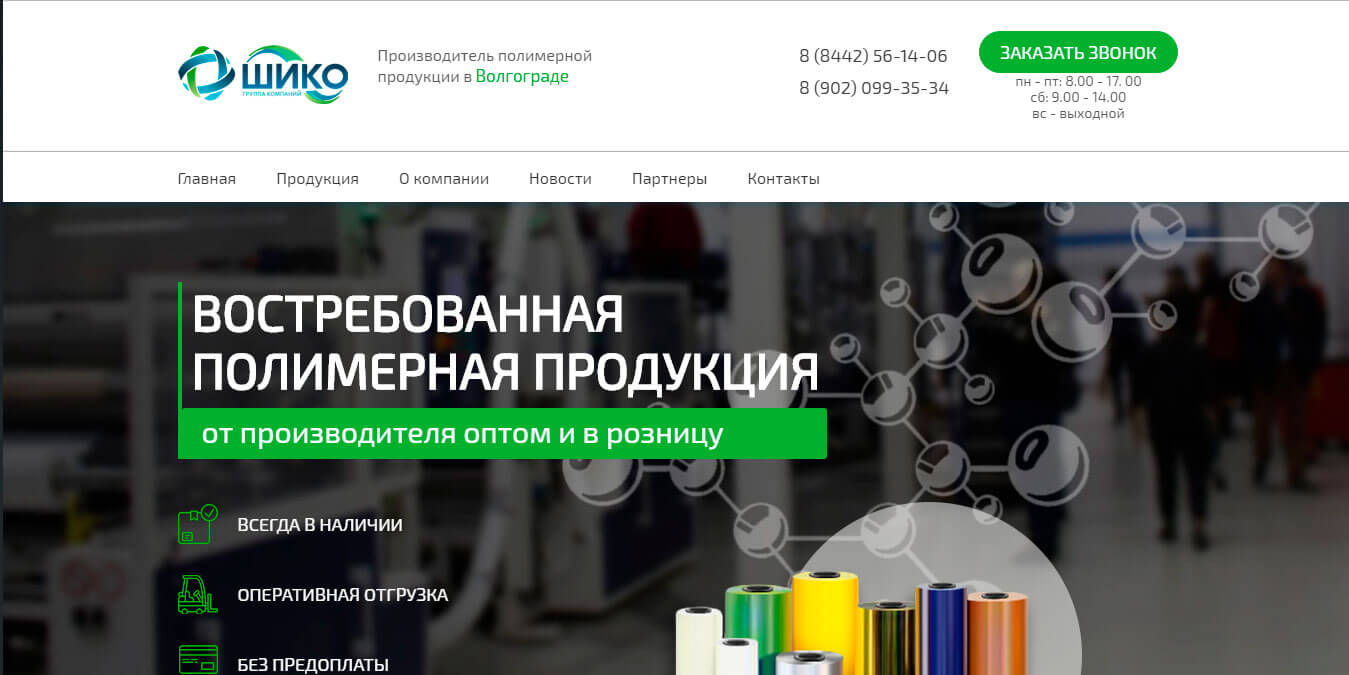 ШИКО
ГРУППА КОМПАНИЙ
Производитель полимерной
продукции в Волгограде
8 (8442) 56-14-06
8 (902) 099-35-34
ЗАКАЗАТЬ ЗВОНОК
пн - пт: 8.00 - 17. 00
сб: 9.00 - 14.00
вс - выходной
Главная Продукция О компании Новости Партнеры Контакты
ВОСТРЕБОВАННАЯ
ПОЛИМЕРНАЯ ПРОДУКЦИЯ
от производителя оптом и в розницу
ВСЕГДА В НАЛИЧИИ
ОПЕРАТИВНАЯ ОТГРУЗКА
БЕЗ ПРЕДОПЛАТЫ